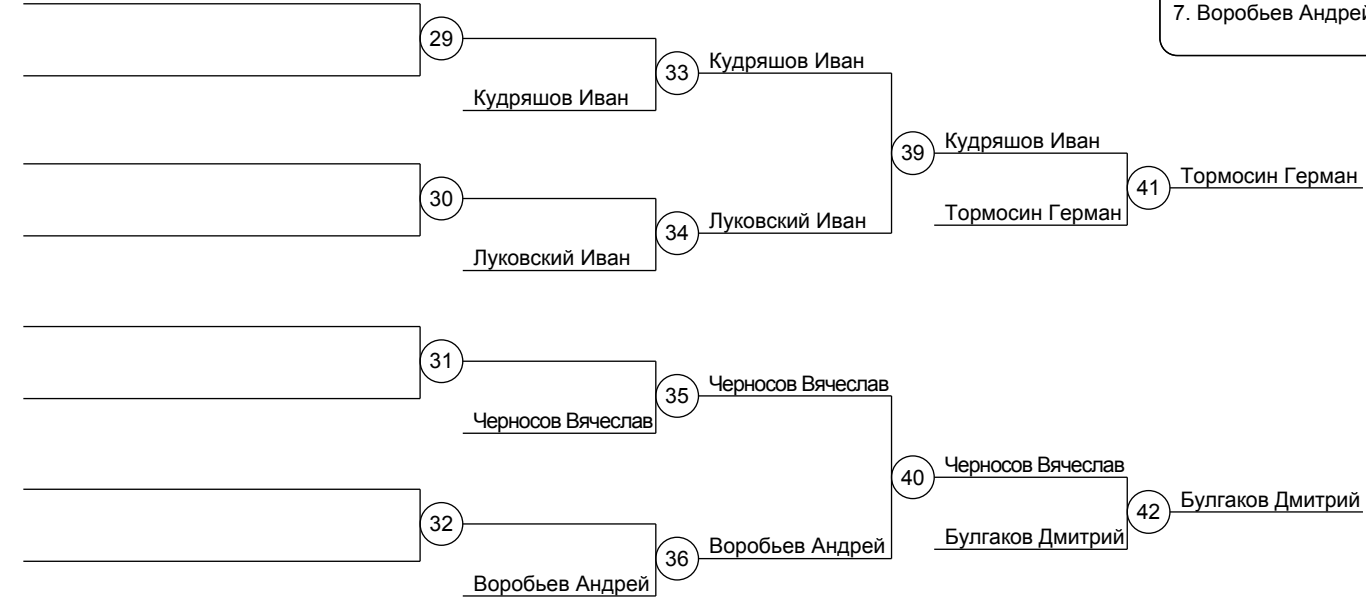 7. Воробьев Андрей
29
Кудряшов Иван
33
Кудряшов Иван
Кудряшов Иван
39
41
Тормосин Герман
30
Тормосин Герман
34
Луковский Иван
Луковский Иван
31
35
Черносов Вячеслав
Черносов Вячеслав
40
Черносов Вячеслав
42
Булгаков Дмитрий
32
Булгаков Дмитрий
36
Воробьев Андрей
Воробьев Андрей